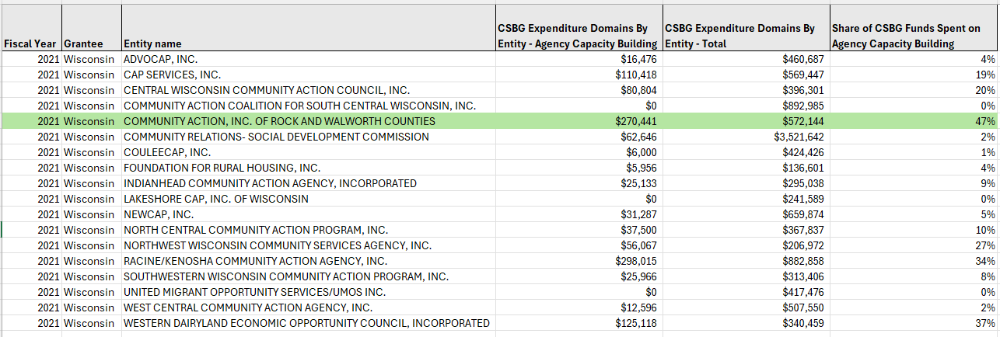 CSBG Expenditure Domains By CSBG Expenditure Domains By Share of CSBG Funds Spent on
Fiscal Year Grantee Entity name Entity - Agency Capacity Building Entity - Total Agency Capacity Building
2021 Wisconsin ADVOCAP, INC. $16,476 $460,687 4%
2021 Wisconsin CAP SERVICES, INC. $110,418 $569,447 19%
2021 Wisconsin CENTRAL WISCONSIN COMMUNITY ACTION COUNCIL, INC. $80,804 $396,301 20%
2021 Wisconsin COMMUNITY ACTION COALITION FOR SOUTH CENTRAL WISCONSIN, INC. $0 $892,985 0%
2021 Wisconsin COMMUNITY ACTION, INC. OF ROCK AND WALWORTH COUNTIES $270,441 $572,144 47%
2021 Wisconsin COMMUNITY RELATIONS- SOCIAL DEVELOPMENT COMMISSION $62,646 $3,521,642 2%
2021 Wisconsin COULEECAP, INC. $6,000 $424,426 1%
2021 Wisconsin FOUNDATION FOR RURAL HOUSING, INC. $5,956 $136,601 4%
2021 Wisconsin INDIANHEAD COMMUNITY ACTION AGENCY, INCORPORATED $25,133 $295,038 9%
2021 Wisconsin LAKESHORE CAP, INC. OF WISCONSIN $0 $241,589 0%
2021 Wisconsin NEWCAP, INC. $31,287 $659,874 5%
2021 Wisconsin NORTH CENTRAL COMMUNITY ACTION PROGRAM, INC. $37,500 $367,837 10%
2021 Wisconsin NORTHWEST WISCONSIN COMMUNITY SERVICES AGENCY, INC. $56,067 $206,972 27%
2021 Wisconsin RACINE/KENOSHA COMMUNITY ACTION AGENCY, INC. $298,015 $882,858 34%
2021 Wisconsin SOUTHWESTERN WISCONSIN COMMUNITY ACTION PROGRAM, INC. $25,966 $313,406 8%
2021 Wisconsin UNITED MIGRANT OPPORTUNITY SERVICES/UMOS INC. $0 $417,476 0%
2021 Wisconsin WEST CENTRAL COMMUNITY ACTION AGENCY, INC. $12,596 $507,550 2%
2021 Wisconsin WESTERN DAIRYLAND ECONOMIC OPPORTUNITY COUNCIL, INCORPORATED $125,118 $340,459 37%